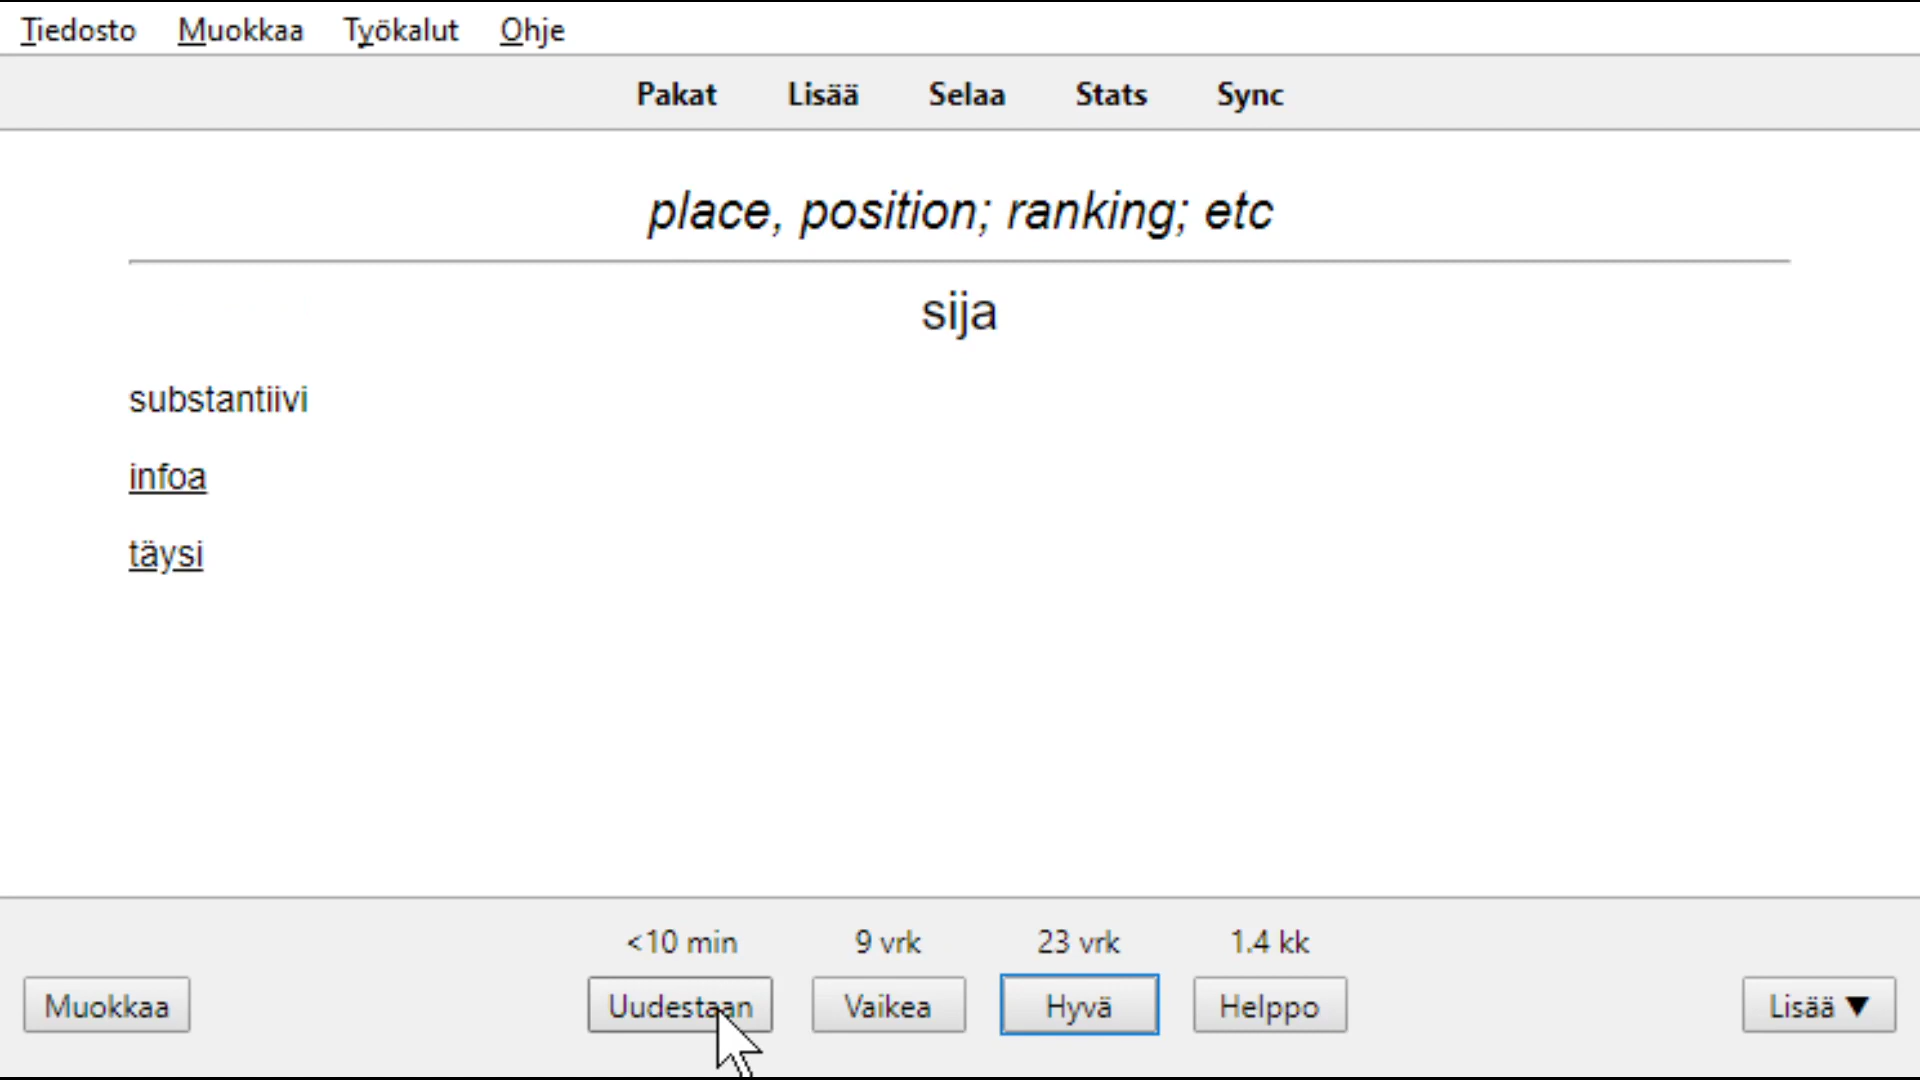 Tiedosto Muokkaa Työkalut Ohje
Pakat Lisää Selaa Stats Sync
place, position; ranking; etc
sija
substantiivi
infoa
täysi
<10 min 9 vrk 23 vrk 1.4 kk
Muokkaa Uudestaan Vaikea Hyvä Helppo Lisää ▼